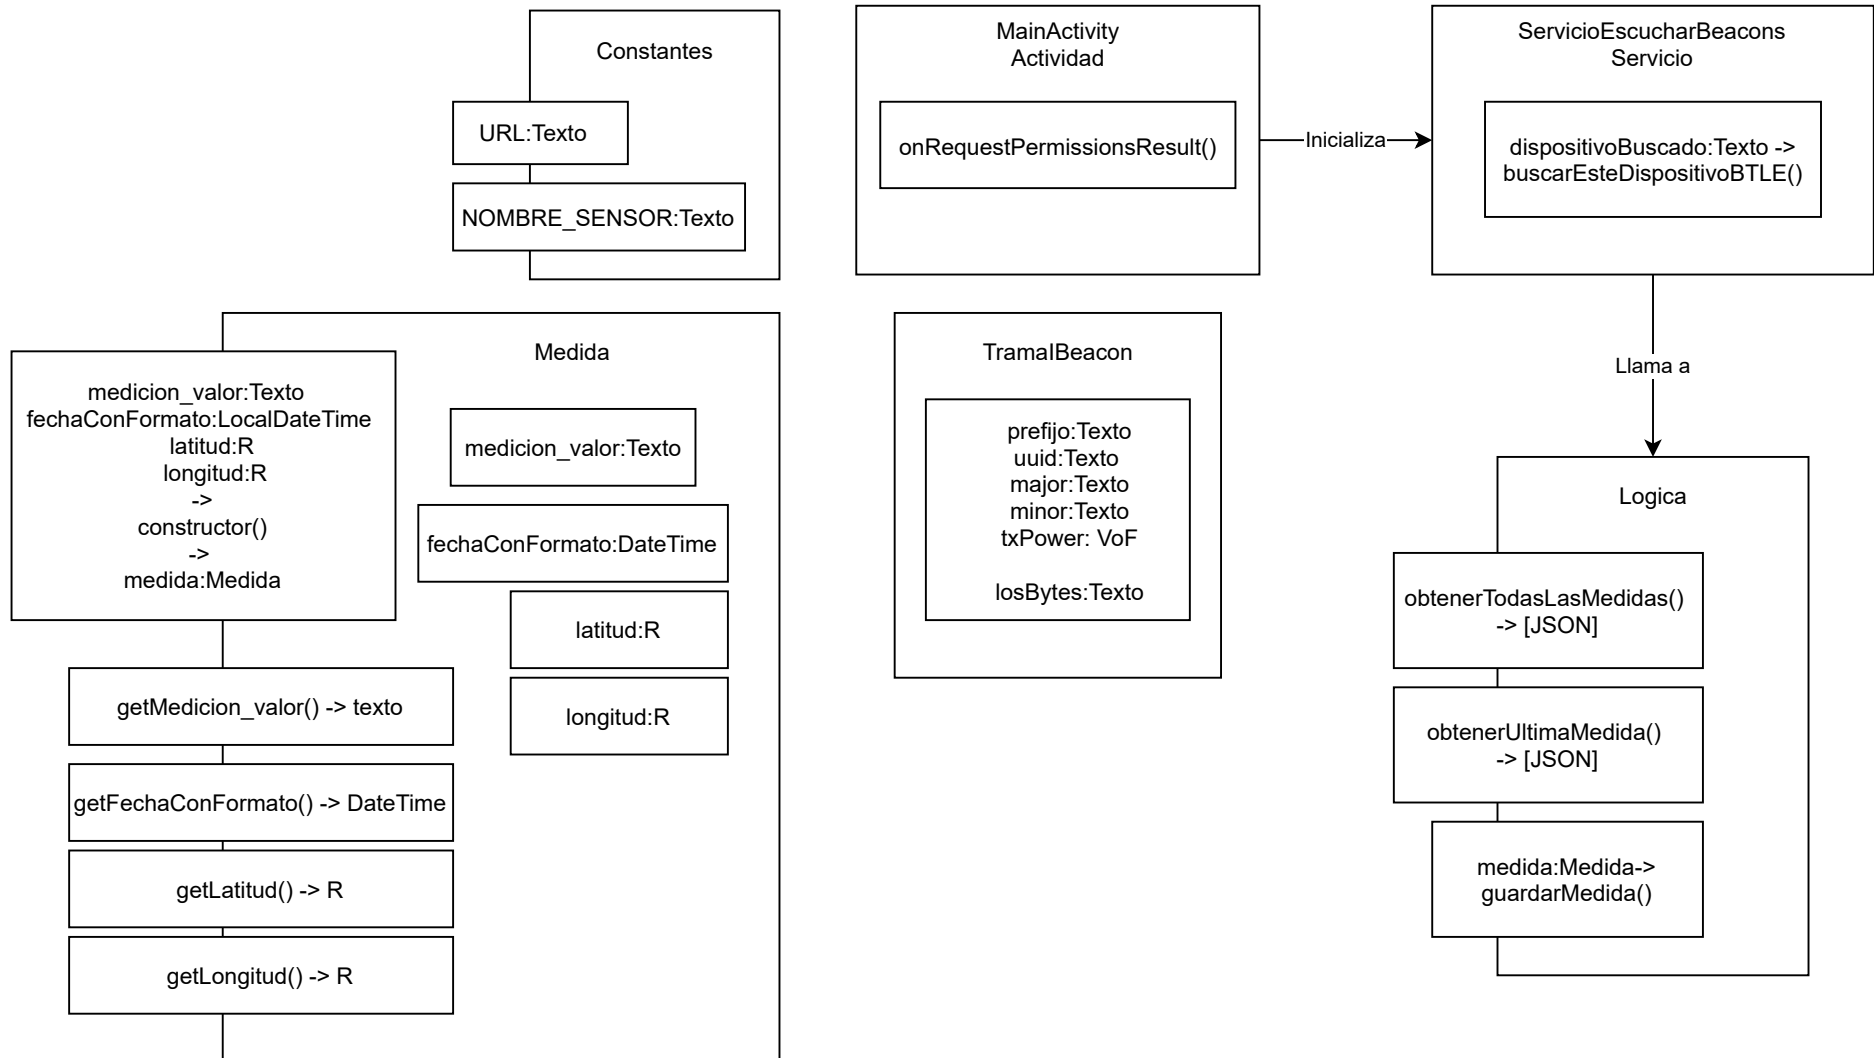 Constantes
URL:Texto
NOMBRE_SENSOR:Texto
MainActivity
Actividad
onRequestPermissionsResult()
Inicializa
ServicioEscucharBeacons
Servicio
dispositivoBuscado:Texto ->
buscarEsteDispositivoBTLE()
Medida
medicion_valor:Texto
fechaConFormato:LocalDateTime
latitud:R
longitud:R
->
constructor()
->
medida:Medida
medicion_valor:Texto
fechaConFormato:DateTime
latitud:R
longitud:R
getMedicion_valor() -> texto
getFechaConFormato() -> DateTime
getLatitud() -> R
getLongitud() -> R
TramaIBeacon
prefijo:Texto
uuid:Texto
major:Texto
minor:Texto
txPower: VoF
losBytes:Texto
Llama a
Logica
obtenerTodasLasMedidas()
-> [JSON]
obtenerUltimaMedida()
-> [JSON]
medida:Medida->
guardarMedida()